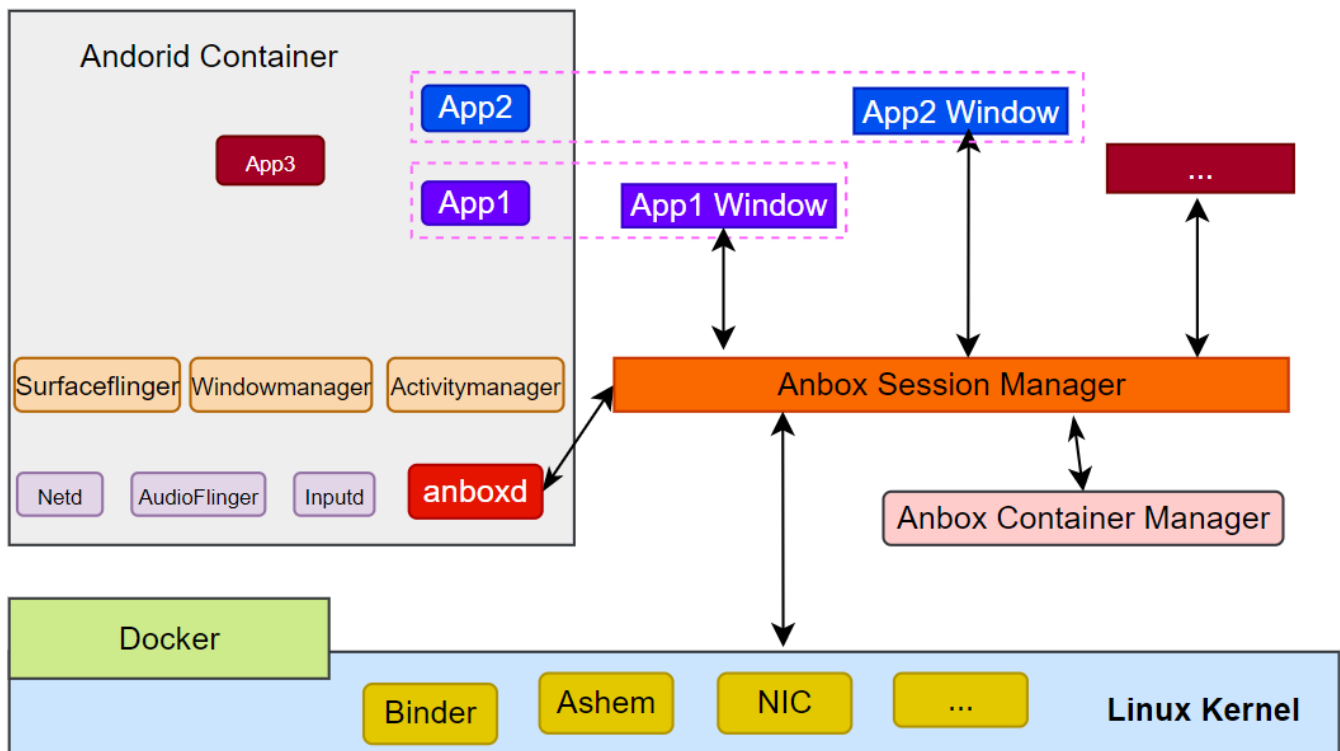 Andorid Container
App2
App2 Window
App3
...
App1
App1 Window
Surfaceflinger
Windowmanager
Activitymanager
Anbox Session Manager
Netd
AudioFlinger
Inputd
anboxd
Anbox Container Manager
Docker
Binder
Ashem
NIC
...
Linux Kernel